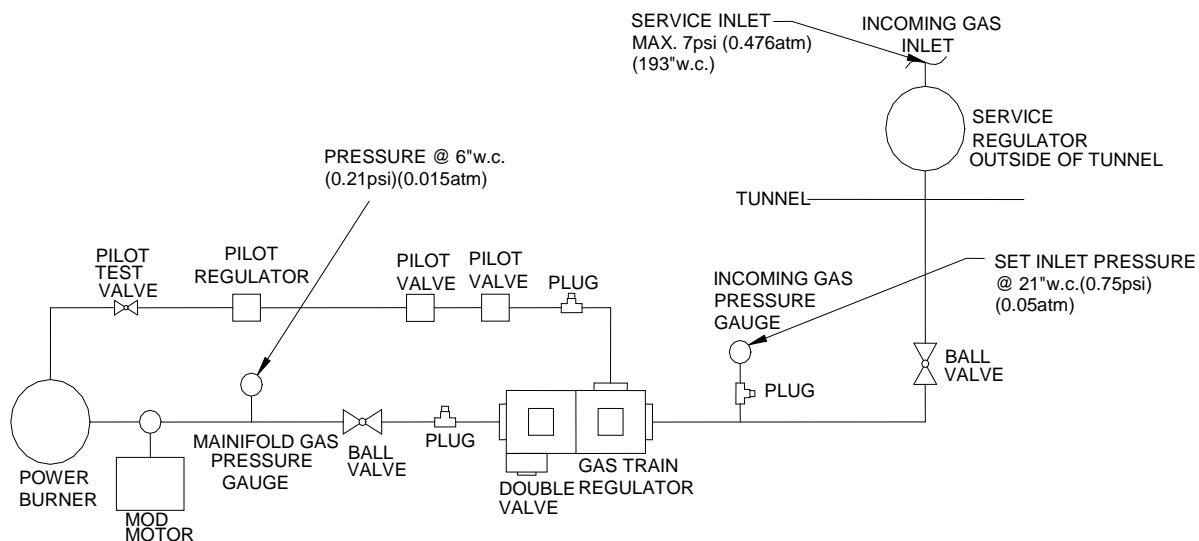 SERVICE INLET
MAX. 7psi (0.476atm)
(193"w.c.)
INCOMING GAS
INLET
SERVICE
REGULATOR
OUTSIDE OF TUNNEL
PRESSURE @ 6"w.c.
(0.21psi)(0.015atm)
TUNNEL
PILOT
TEST
VALVE
PILOT
REGULATOR
PILOT
VALVE
PILOT
VALVE
PLUG
INCOMING GAS
PRESSURE
GAUGE
SET INLET PRESSURE
@ 21"w.c.(0.75psi)
(0.05atm)
BALL
VALVE
PLUG
POWER
BURNER
MOD
MOTOR
MAINIFOLD GAS
PRESSURE
GAUGE
BALL
VALVE
PLUG
DOUBLE
VALVE
GAS TRAIN
REGULATOR